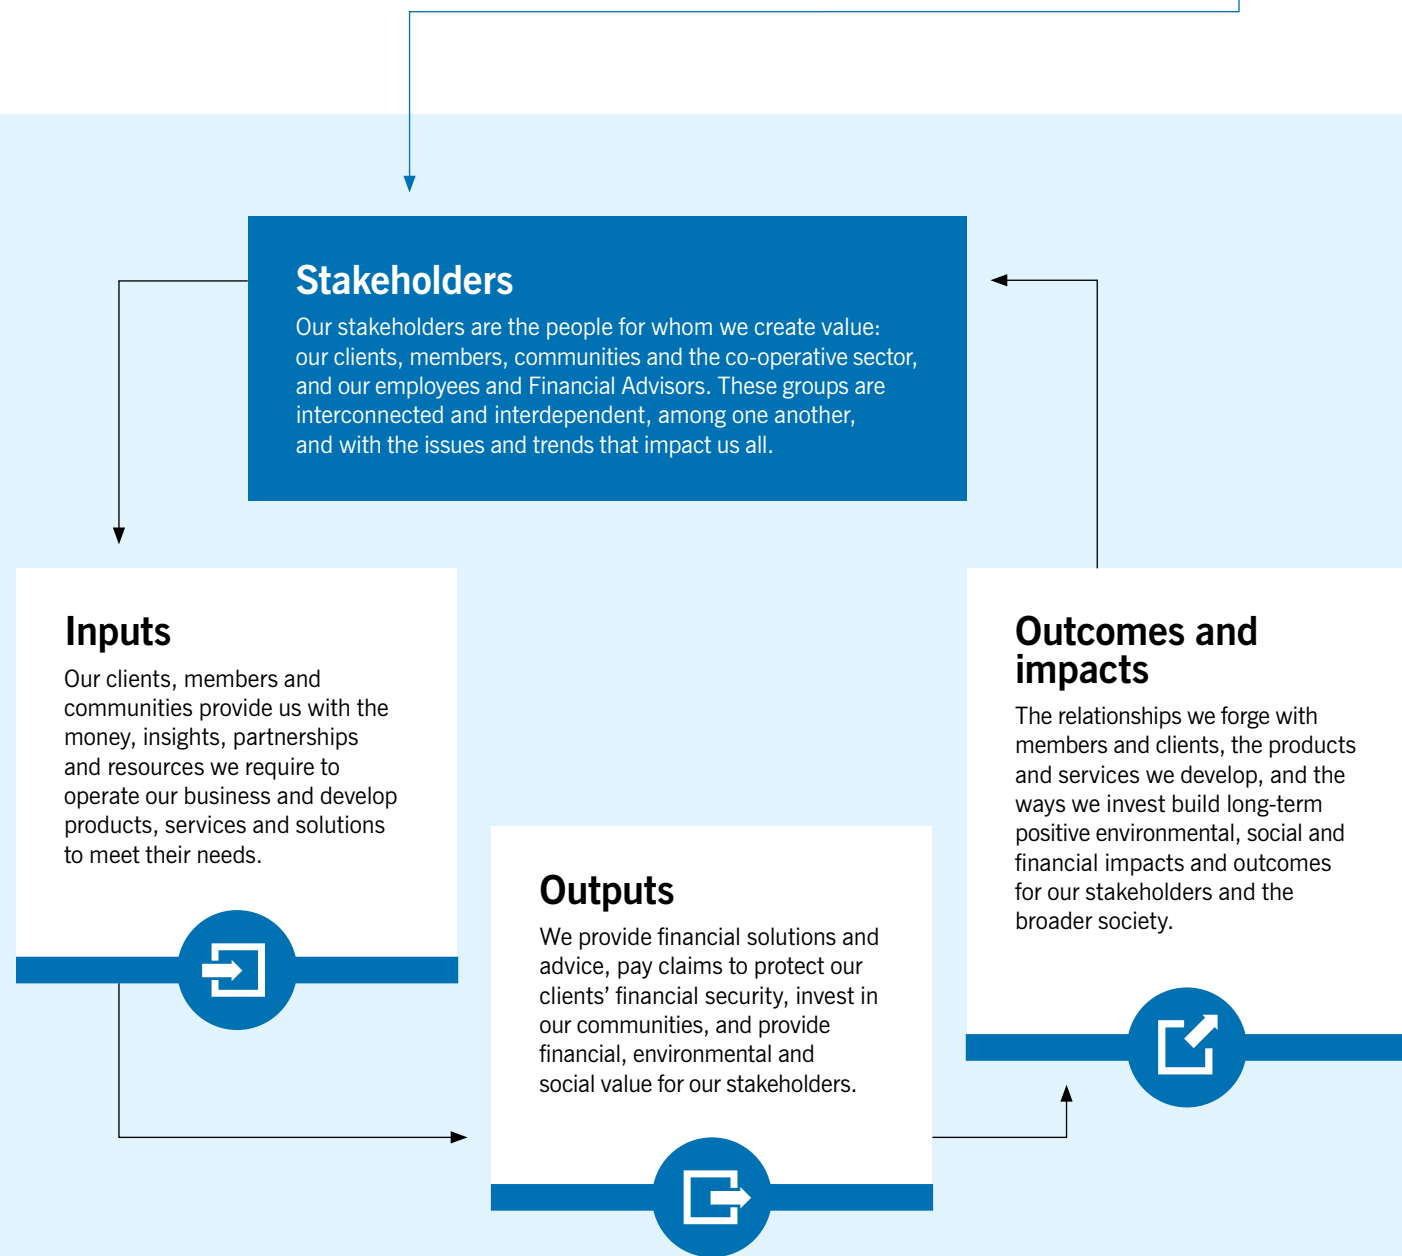 Stakeholders
Our stakeholders are the people for whom we create value:
our clients, members, communities and the co-operative sector,
and our employees and Financial Advisors. These groups are
interconnected and interdependent, among one another,
and with the issues and trends that impact us all.
Inputs
Our clients, members and
communities provide us with the
money, insights, partnerships
and resources we require to
operate our business and develop
products, services and solutions
to meet their needs.
Outputs
We provide financial solutions and
advice, pay claims to protect our
clients’ financial security, invest in
our communities, and provide
financial, environmental and
social value for our stakeholders.
Outcomes and
impacts
The relationships we forge with
members and clients, the products
and services we develop, and the
ways we invest build long-term
positive environmental, social and
financial impacts and outcomes
for our stakeholders and the
broader society.